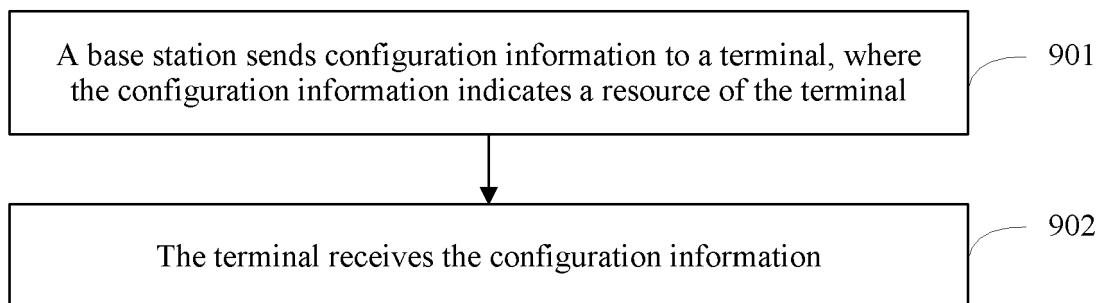 A base station sends configuration information to a terminal, where
the configuration information indicates a resource of the terminal
901
The terminal receives the configuration information
902